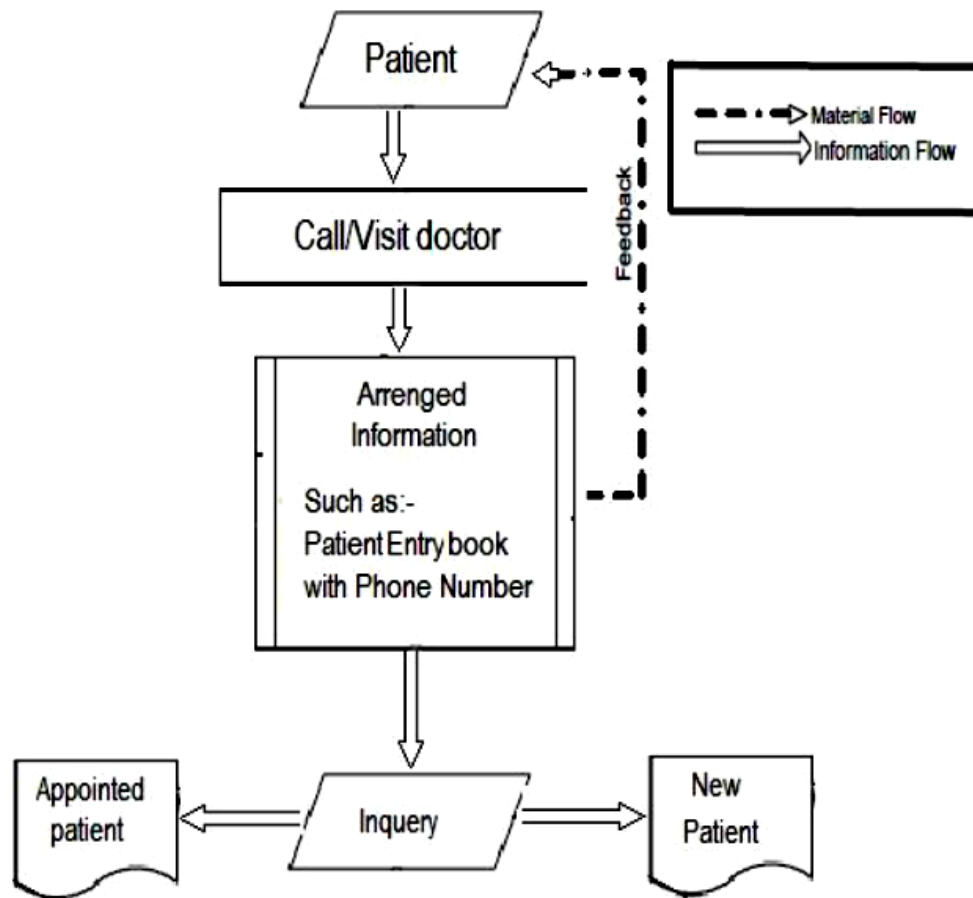 Patient
Material Flow
Information Flow
Feedback
Call/Visit doctor
Arrenged
Information
Such as:-
Patient Entry book
with Phone Number
Appointed
patient
Inquery
New
Patient